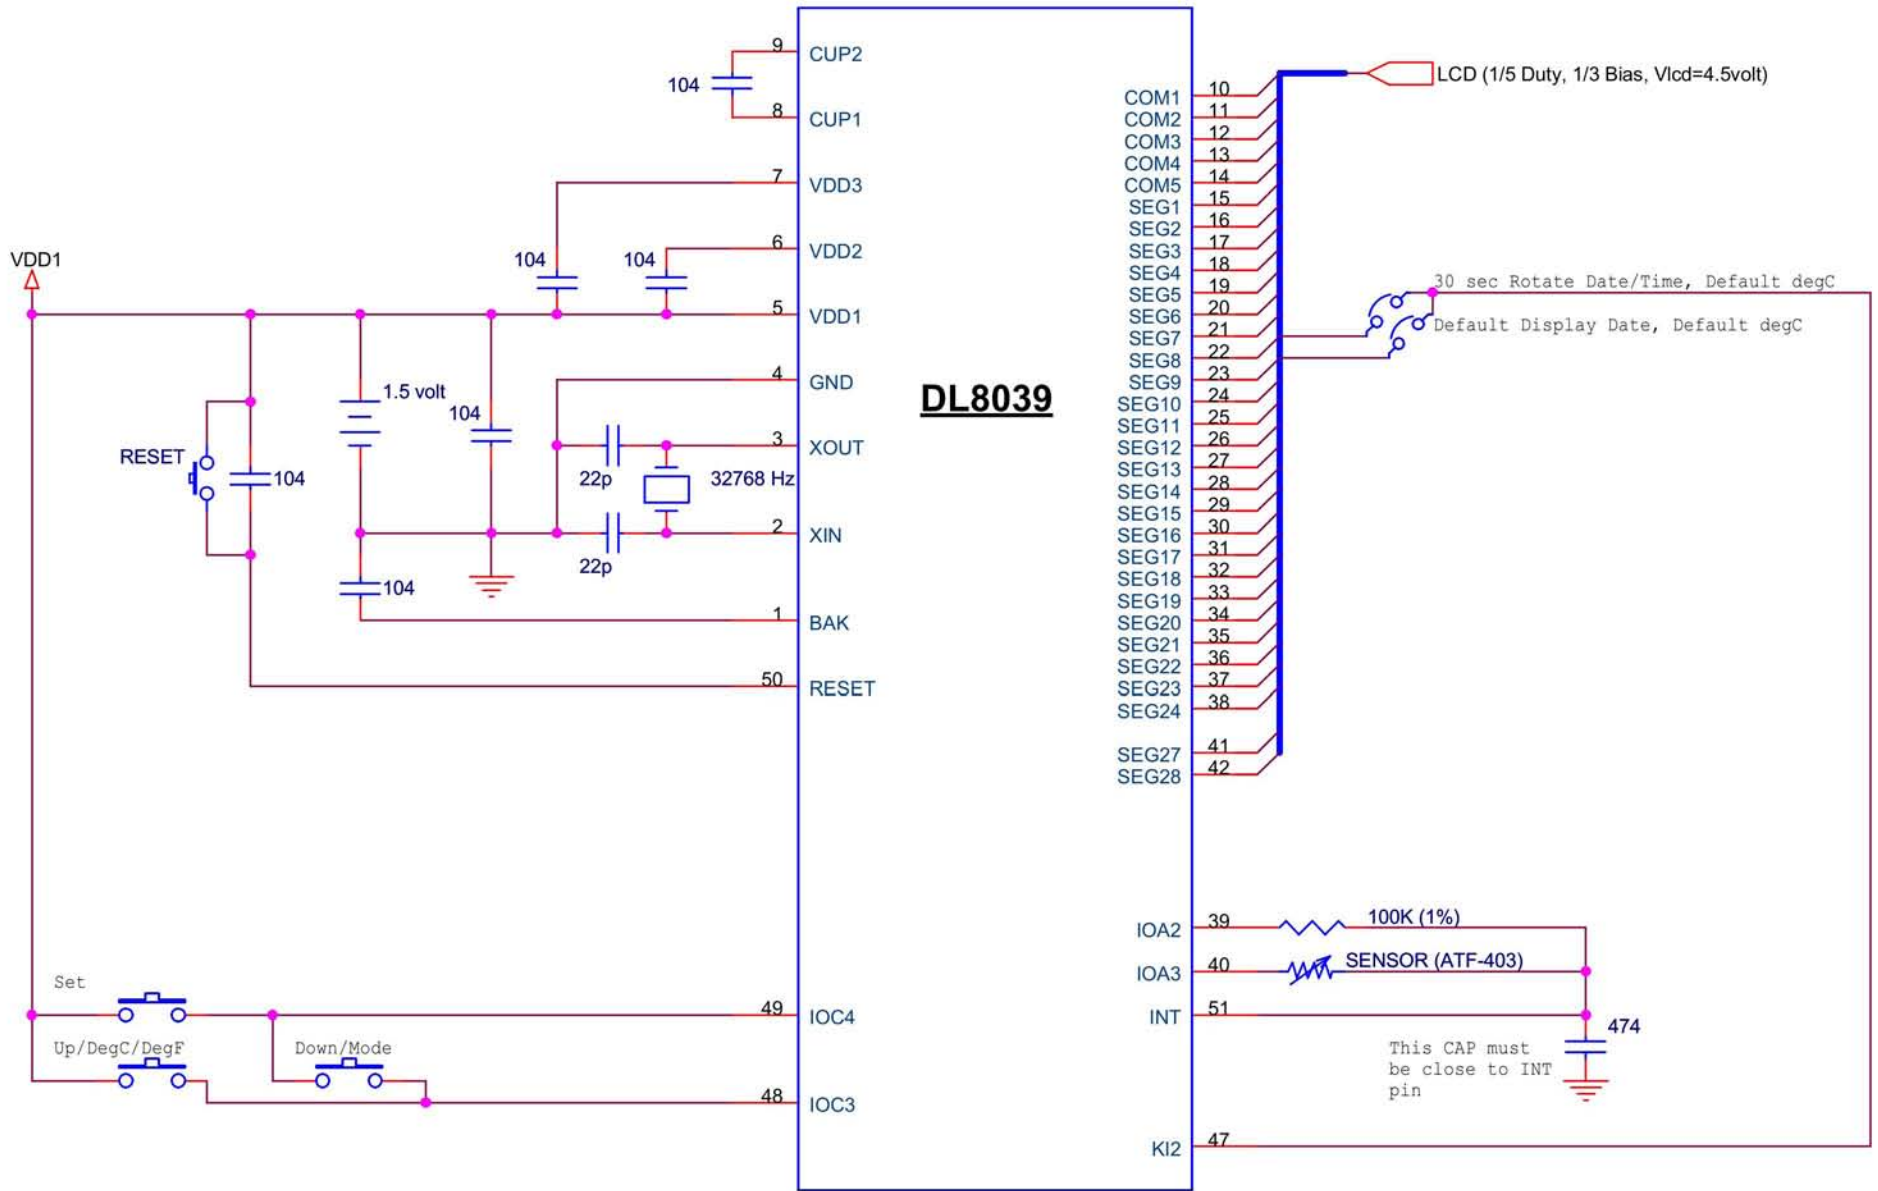 9 CUP2
104
8 CUP1
7 VDD3
6 VDD2
104
104
VDD1
5 VDD1
4 GND
1.5 volt
104
3 XOUT
22p
32768 Hz
RESET
104
2 XIN
22p
104
1 BAK
50 RESET
DL8039
LCD (1/5 Duty, 1/3 Bias, Vlcd=4.5volt)
COM1 10
COM2 11
COM3 12
COM4 13
COM5 14
SEG1 15
SEG2 16
SEG3 17
SEG4 18
SEG5 19
SEG6 20
SEG7 21
SEG8 22
SEG9 23
SEG10 24
SEG11 25
SEG12 26
SEG13 27
SEG14 28
SEG15 29
SEG16 30
SEG17 31
SEG18 32
SEG19 33
SEG20 34
SEG21 35
SEG22 36
SEG23 37
SEG24 38
SEG27 41
SEG28 42
30 sec Rotate Date/Time, Default degC
Default Display Date, Default degC
IOA2 39
100K (1%)
IOA3 40
SENSOR (ATF-403)
INT 51
474
This CAP must
be close to INT
pin
KI2 47
Set
49 IOC4
Up/DegC/DegF
Down/Mode
48 IOC3